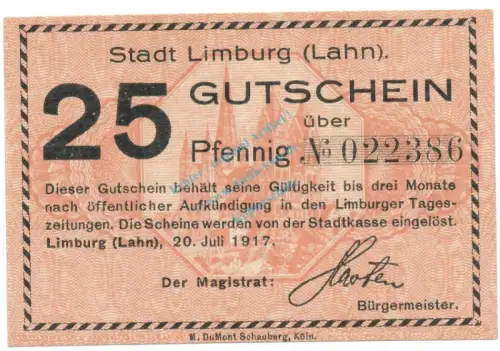 Stadt Limburg (Lahn).
25 GUTSCHEIN
über
Pfennig № 022386
Dieser Gutschein behält seine Gültigkeit bis drei Monate
nach öffentlicher Aufkündigung in den Limburger Tages-
zeitungen. Die Scheine werden von der Stadtkasse eingelöst.
Limburg (Lahn), 20. Juli 1917.
Der Magistrat:
Bürgermeister.
M. DuMont Schauberg, Köln.